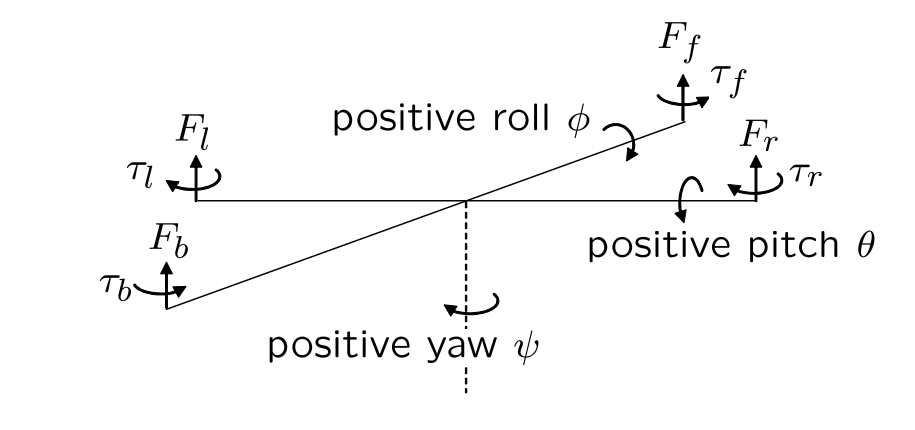 F_f
τ_f
positive roll ϕ
F_l
F_r
τ_l
τ_r
F_b
positive pitch θ
τ_b
positive yaw ψ